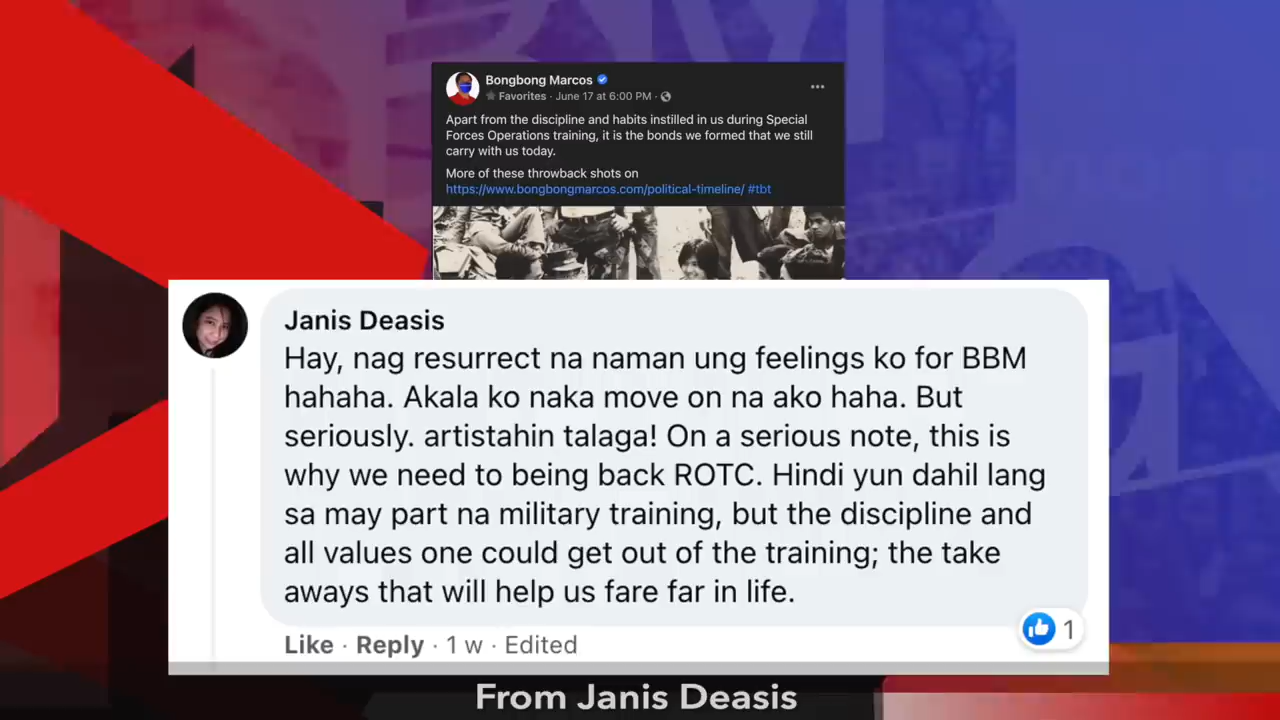 Bongbong Marcos
Favorites · June 17 at 6:00 PM ·
Apart from the discipline and habits instilled in us during Special
Forces Operations training, it is the bonds we formed that we still
carry with us today.
More of these throwback shots on
https://www.bongbongmarcos.com/political-timeline/ #tbt
Janis Deasis
Hay, nag resurrect na naman ung feelings ko for BBM
hahaha. Akala ko naka move on na ako haha. But
seriously. artistahin talaga! On a serious note, this is
why we need to being back ROTC. Hindi yun dahil lang
sa may part na military training, but the discipline and
all values one could get out of the training; the take
aways that will help us fare far in life.
1
Like · Reply · 1 w · Edited
From Janis Deasis